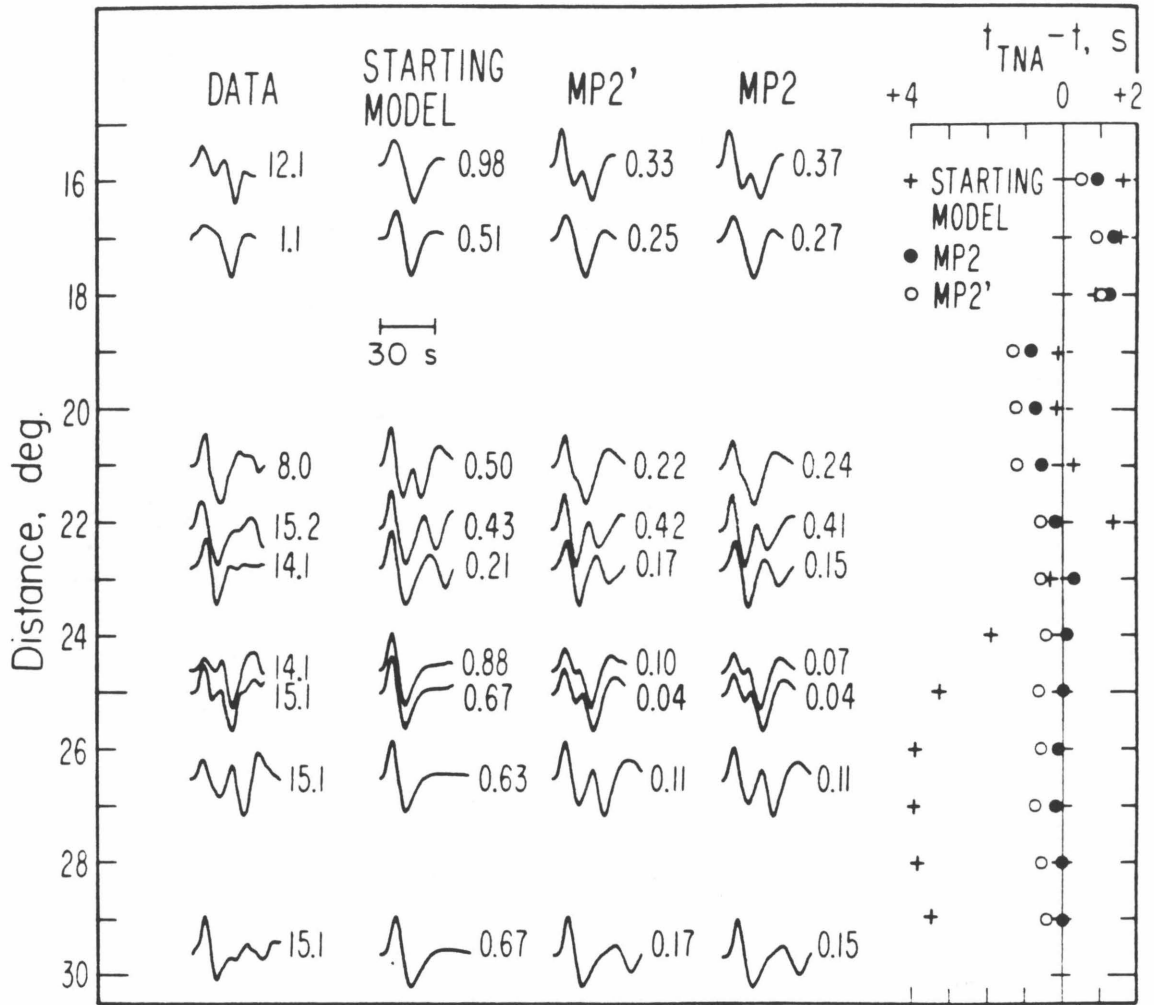 t_TNA - t, s
DATA STARTING MODEL MP2' MP2
+4 0 +2
16 12.1 0.98 0.33 0.37
+ STARTING MODEL
1.1 0.51 0.25 0.27
● MP2
18
○ MP2'
30 s
Distance, deg.
20
8.0 0.50 0.22 0.24
22 15.2 0.43 0.42 0.41
14.1 0.21 0.17 0.15
24
14.1 0.88 0.10 0.07
15.1 0.67 0.04 0.04
26
15.1 0.63 0.11 0.11
28
15.1 0.67 0.17 0.15
30